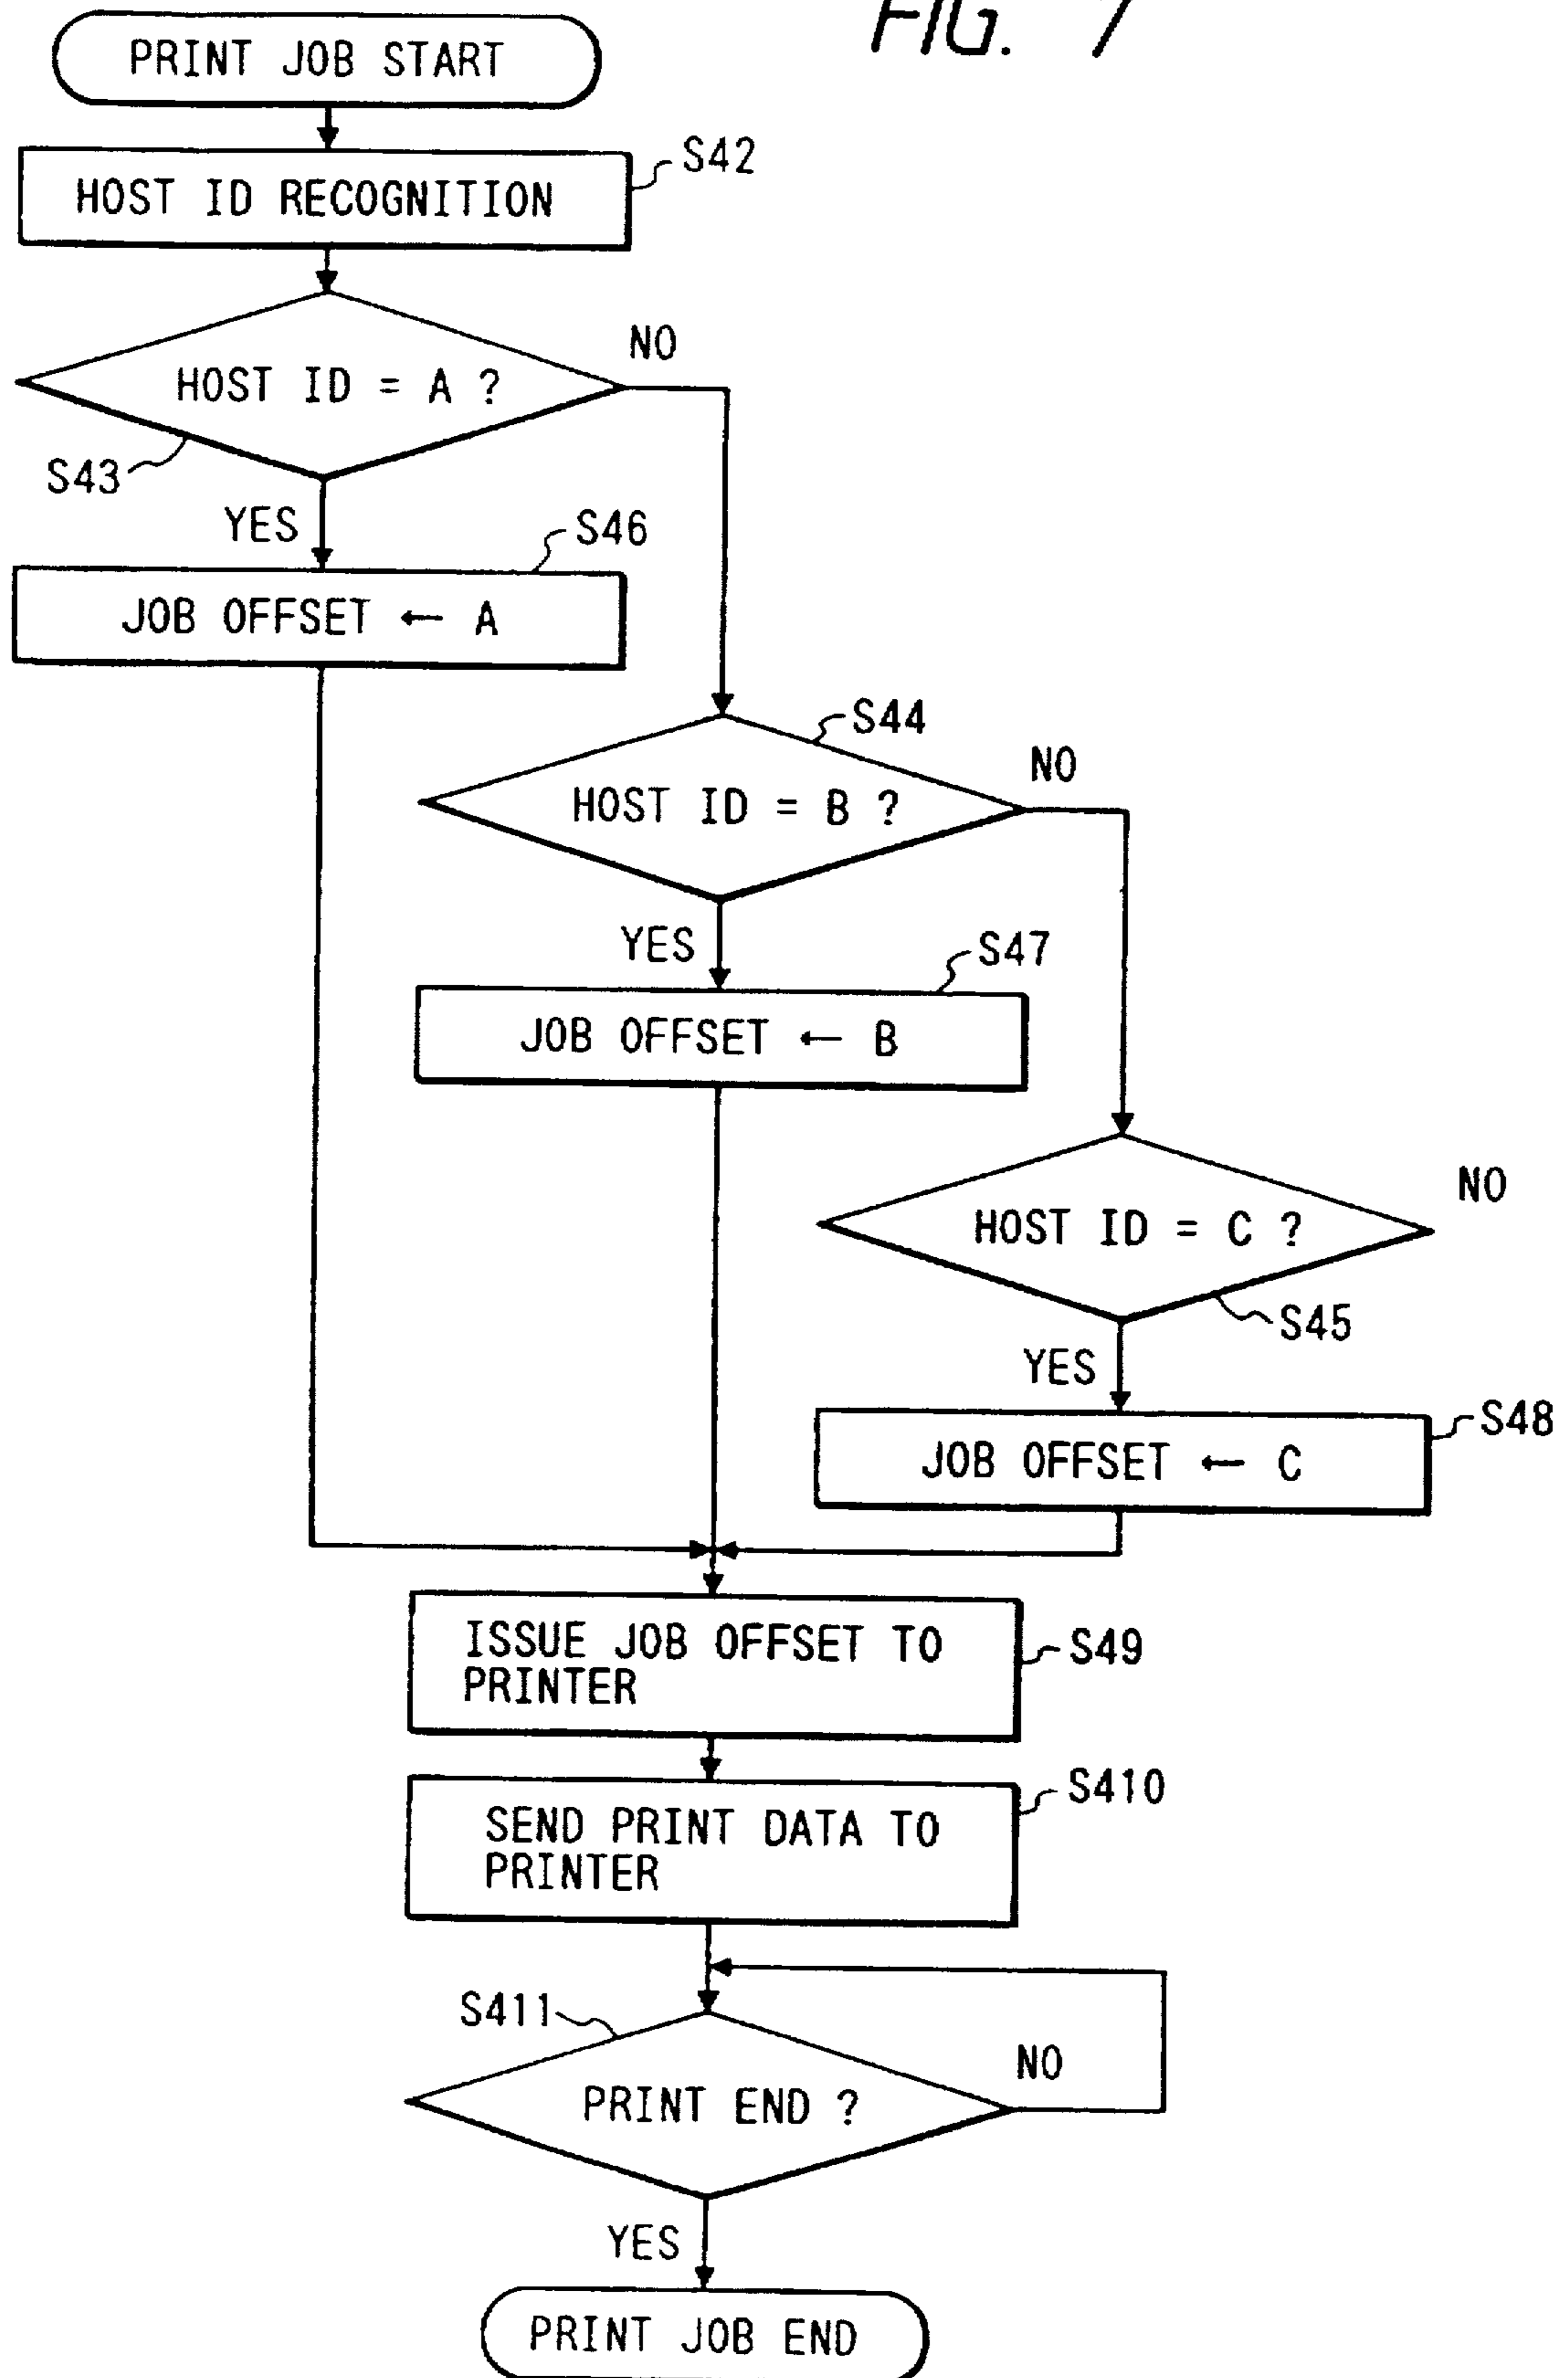 FIG. 7
PRINT JOB START
S42
HOST ID RECOGNITION
NO
HOST ID = A ?
S43
YES
S46
JOB OFFSET ← A
S44
NO
HOST ID = B ?
YES
S47
JOB OFFSET ← B
NO
HOST ID = C ?
S45
YES
S48
JOB OFFSET ← C
ISSUE JOB OFFSET TO
PRINTER
S49
S410
SEND PRINT DATA TO
PRINTER
S411
NO
PRINT END ?
YES
PRINT JOB END